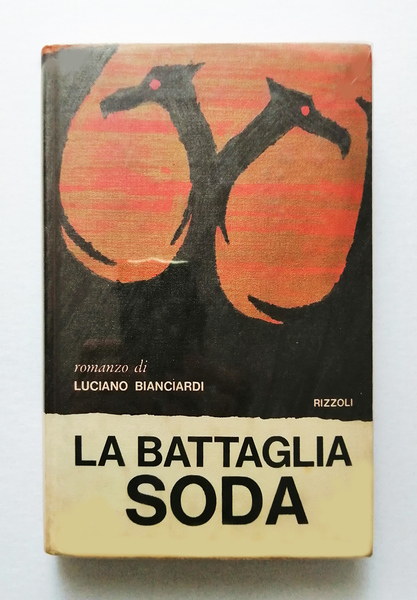 romanzo di
LUCIANO BIANCIARDI
RIZZOLI
LA BATTAGLIA
SODA